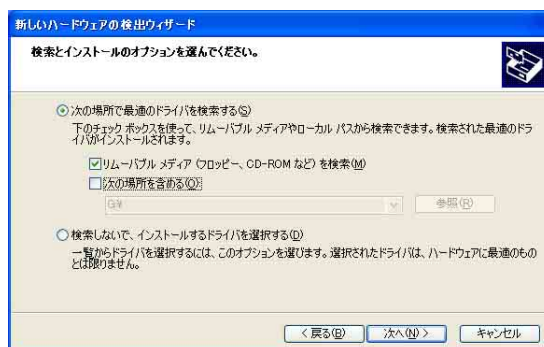 新しいハードウェアの検出ウィザード
検索とインストールのオプションを選んでください。
次の場所で最適のドライバを検索する(S)
下のチェック ボックスを使って、リムーバブル メディアやローカル パスから検索できます。検索された最適のドラ
イバがインストールされます。
リムーバブル メディア (フロッピー、CD-ROM など) を検索(M)
次の場所を含める(O):
G:¥
参照(R)
検索しないで、インストールするドライバを選択する(D)
一覧からドライバを選択するには、このオプションを選びます。選択されたドライバは、ハードウェアに最適のもの
とは限りません。
< 戻る(B)
次へ(N) >
キャンセル